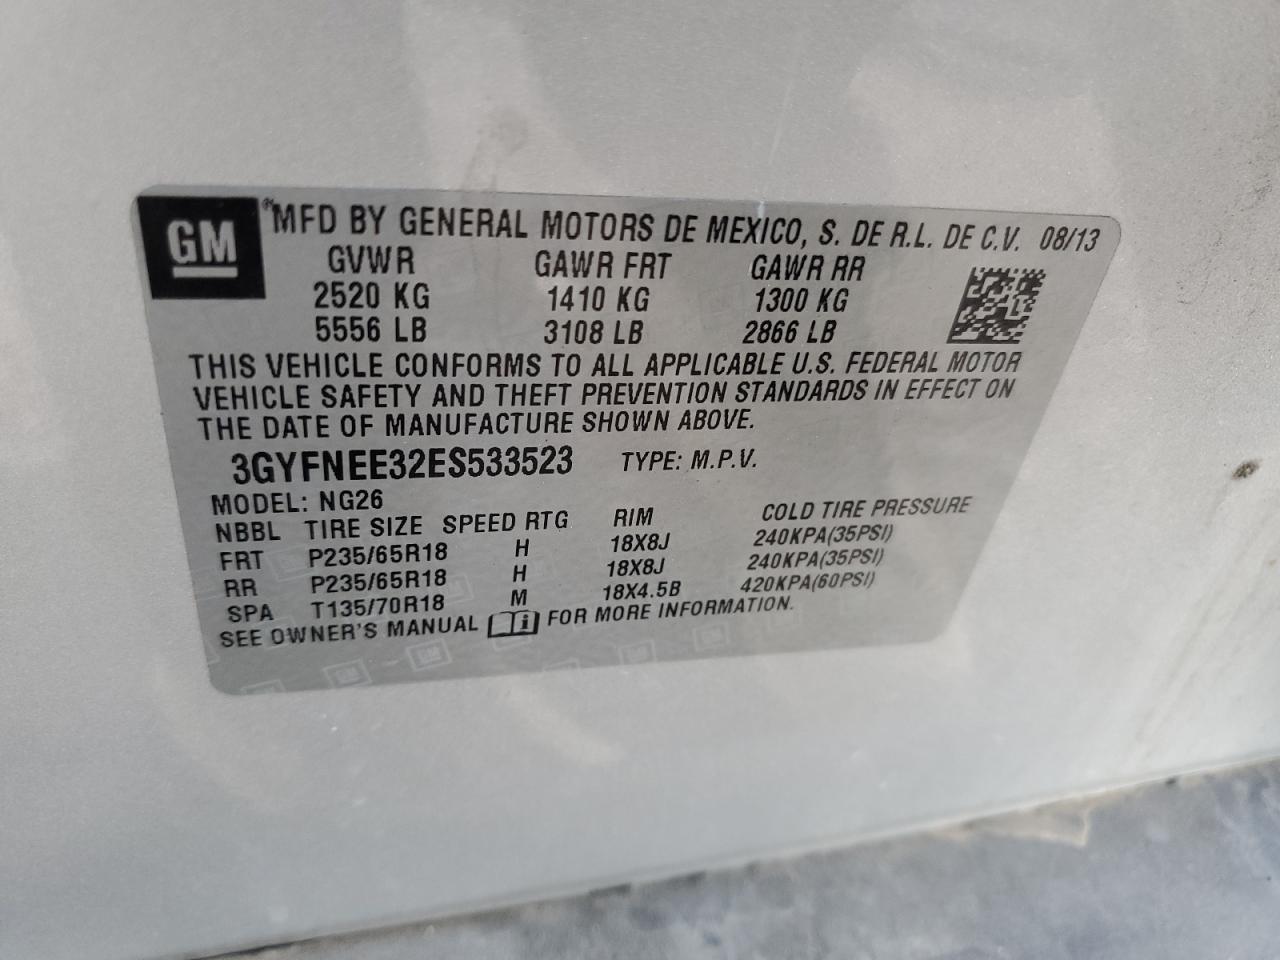 GM
®MFD BY GENERAL MOTORS DE MEXICO, S. DE R.L. DE C.V. 08/13
GVWR GAWR FRT GAWR RR
2520 KG 1410 KG 1300 KG
5556 LB 3108 LB 2866 LB
THIS VEHICLE CONFORMS TO ALL APPLICABLE U.S. FEDERAL MOTOR
VEHICLE SAFETY AND THEFT PREVENTION STANDARDS IN EFFECT ON
THE DATE OF MANUFACTURE SHOWN ABOVE.
3GYFNEE32ES533523 TYPE: M.P.V.
MODEL: NG26
NBBL TIRE SIZE SPEED RTG RIM COLD TIRE PRESSURE
FRT P235/65R18 H 18X8J 240KPA(35PSI)
RR P235/65R18 H 18X8J 240KPA(35PSI)
SPA T135/70R18 M 18X4.5B 420KPA(60PSI)
SEE OWNER'S MANUAL i FOR MORE INFORMATION.
GM GM GM